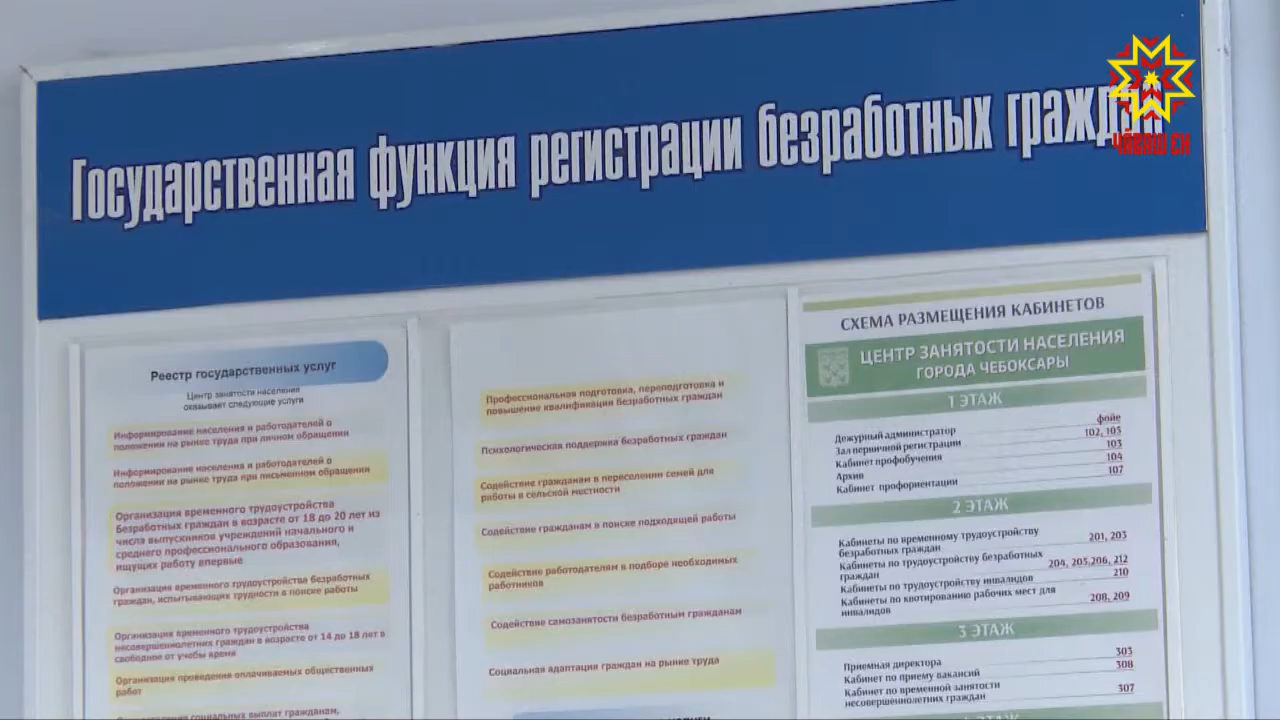 Государственная функция регистрации безработных гражд
ЧӐВАШ ЕН
Реестр государственных услуг
Центр занятости населения
оказывает следующие услуги
Информирование населения и работодателей о
положении на рынке труда при личном обращении
Информирование населения и работодателей о
положении на рынке труда при письменном обращении
Организация временного трудоустройства
Безработных граждан в возрасте от 18 до 20 лет из
числа выпускников учреждений начального и
среднего профессионального образования,
ищущих работу впервые
Организация временного трудоустройства безработных
граждан, испытывающих трудности в поиске работы
Организация временного трудоустройства
несовершеннолетних граждан в возрасте от 14 до 18 лет в
свободное от учебы время
Организация проведения оплачиваемых общественных
работ
социальных выплат гражданам,
Профессиональная подготовка, переподготовка и
повышение квалификации безработных граждан
Психологическая поддержка безработных граждан
Содействие гражданам в переселении семей для
работы в сельской местности
Содействие гражданам в поиске подходящей работы
Содействие работодателям в подборе необходимых
работников
Содействие самозанятости безработным гражданам
Социальная адаптация граждан на рынке труда
СХЕМА РАЗМЕЩЕНИЯ КАБИНЕТОВ
ЦЕНТР ЗАНЯТОСТИ НАСЕЛЕНИЯ
ГОРОДА ЧЕБОКСАРЫ
1 ЭТАЖ
Дежурный администратор фойе
Зал первичной регистрации 102, 105
Кабинет профобучения 103
Архив 104
Кабинет профориентации 107
2 ЭТАЖ
Кабинеты по временному трудоустройству
безработных граждан 201, 203
Кабинеты по трудоустройству безработных
граждан 204, 205,206, 212
Кабинеты по трудоустройству инвалидов 210
Кабинеты по квотированию рабочих мест для
инвалидов 208, 209
3 ЭТАЖ
Приемная директора 303
Кабинет по приему вакансий 308
Кабинет по временной занятости
несовершеннолетних граждан 307